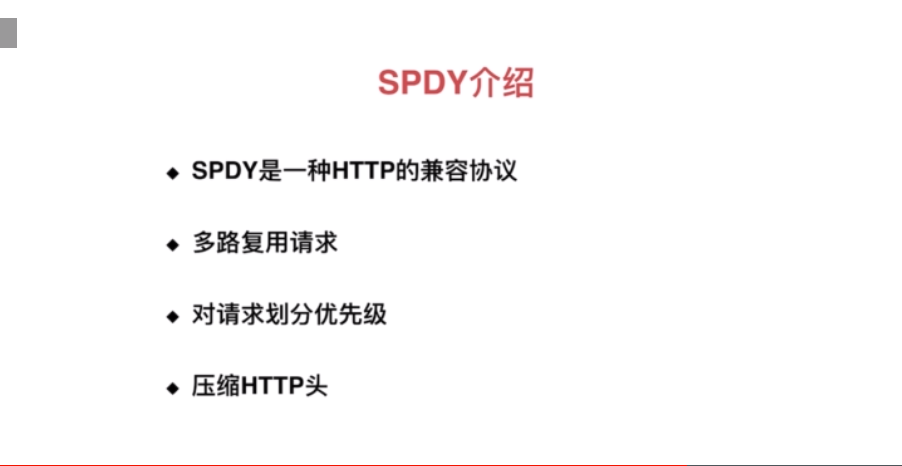 SPDY介绍
SPDY是一种HTTP的兼容协议
多路复用请求
对请求划分优先级
压缩HTTP头